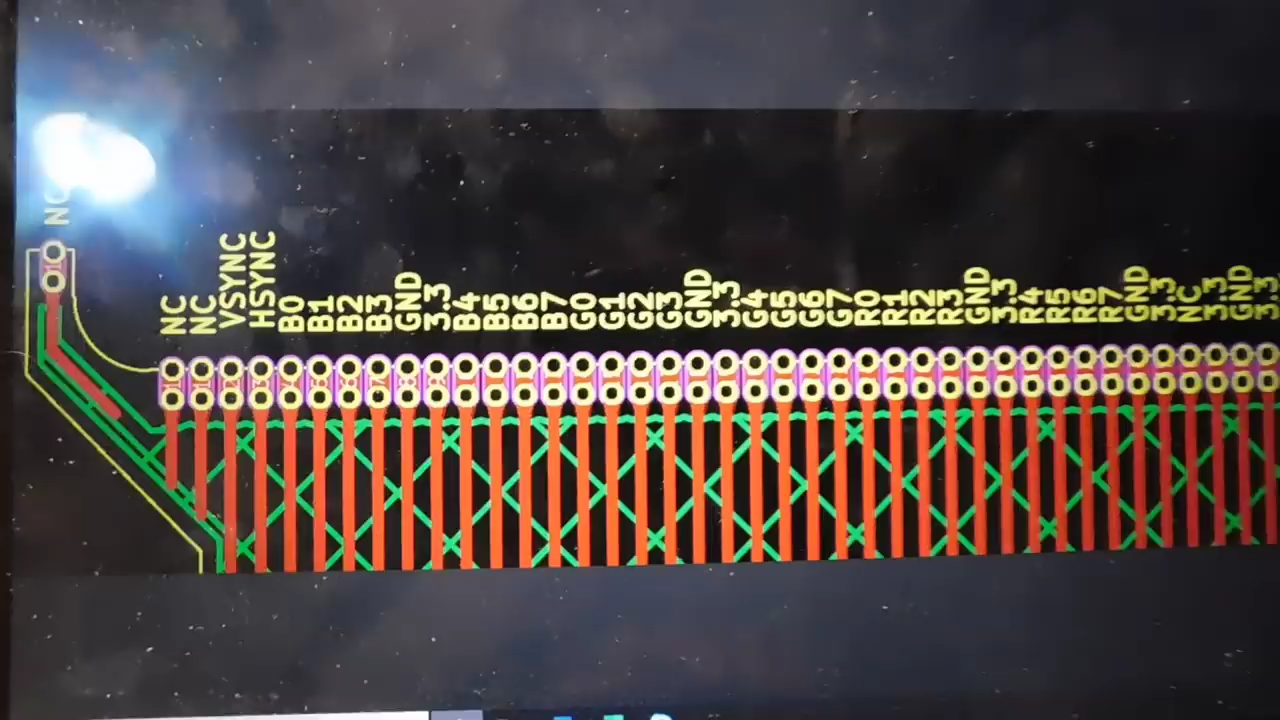 NC
NC
NC
VSYNC
HSYNC
B0
B1
B2
B3
GND
3.3
B4
B5
B6
B7
G0
G1
G2
G3
GND
3.3
G4
G5
G6
G7
R0
R1
R2
R3
GND
3.3
R4
R5
R6
R7
GND
3.3
NC
3.3
GND
3.3